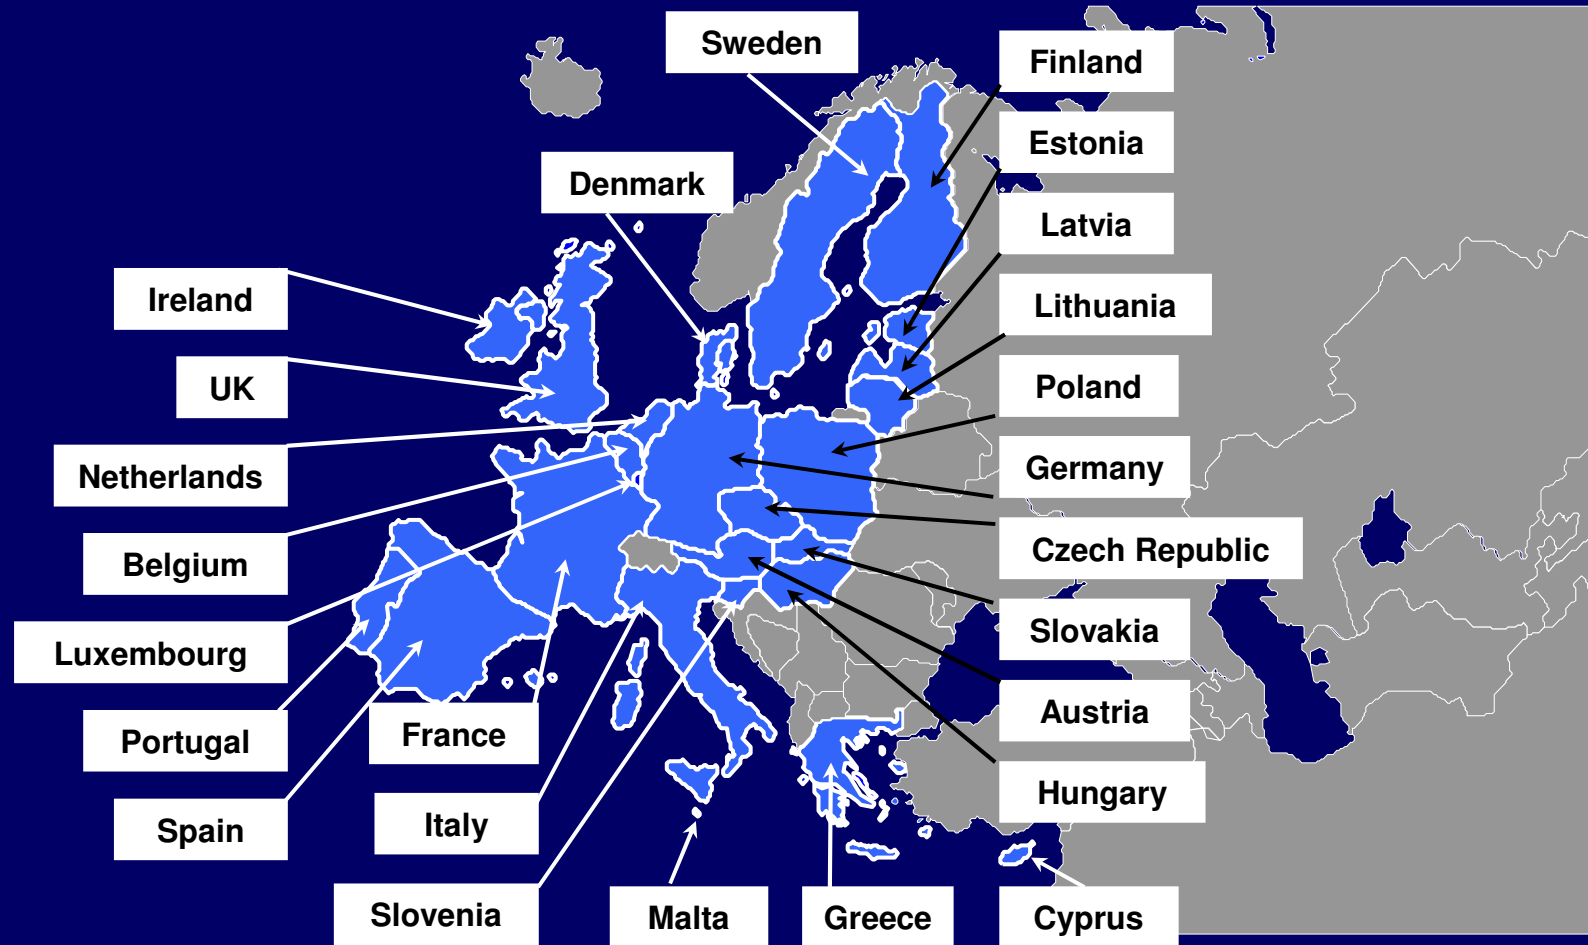 Sweden
Finland
Estonia
Denmark
Latvia
Ireland
Lithuania
UK
Poland
Netherlands
Germany
Belgium
Czech Republic
Luxembourg
Slovakia
Portugal
France
Austria
Spain
Italy
Hungary
Slovenia
Malta
Greece
Cyprus